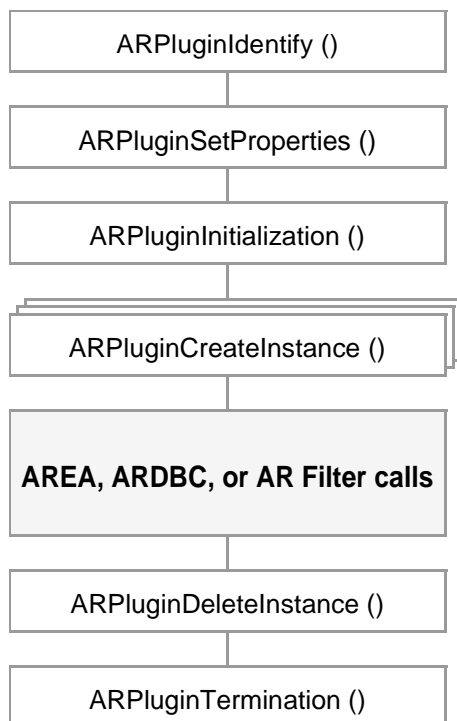 ARPluginIdentify ()
ARPluginSetProperties ()
ARPluginInitialization ()
ARPluginCreateInstance ()
AREA, ARDBC, or AR Filter calls
ARPluginDeleteInstance ()
ARPluginTermination ()